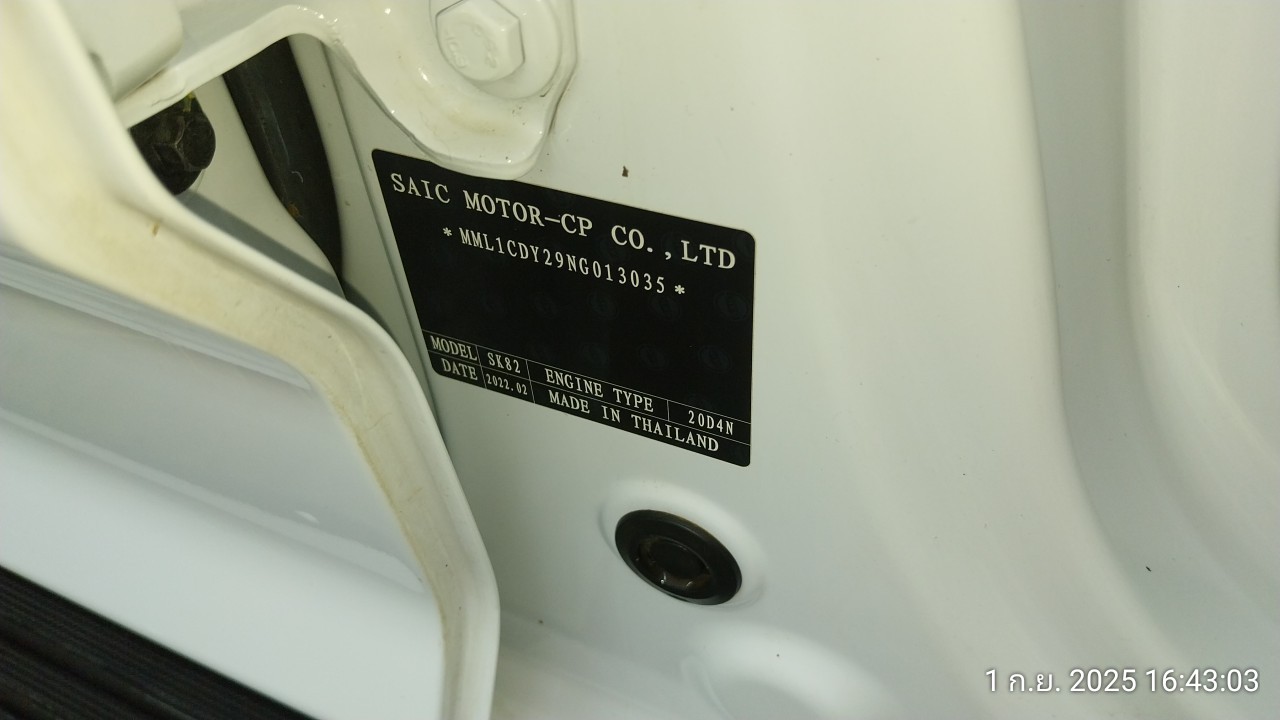 SAIC MOTOR-CP CO.,LTD
* MML1CDY29NG013035 *
MODEL SK82 ENGINE TYPE 20D4N
DATE 2022.02 MADE IN THAILAND
1 ก.ย. 2025 16:43:03